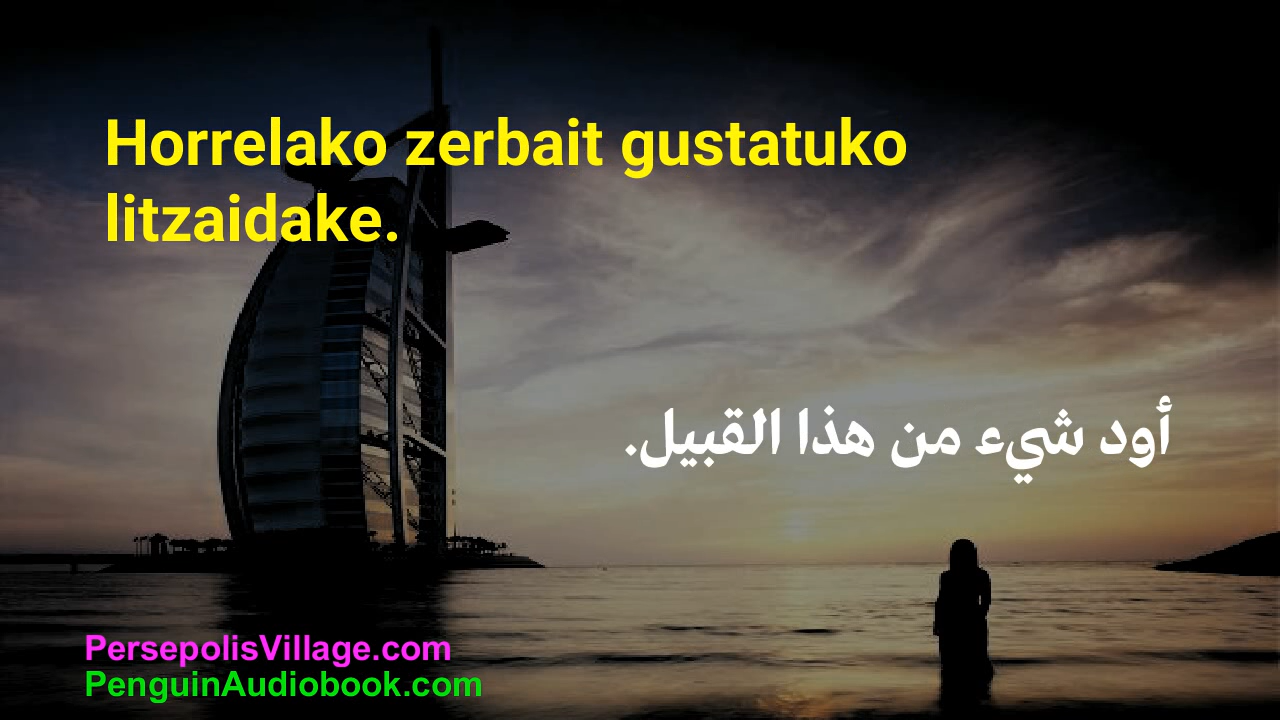 Horrelako zerbait gustatuko
litzaidake.
أود شيء من هذا القبيل.
PersepolisVillage.com
PenguinAudiobook.com